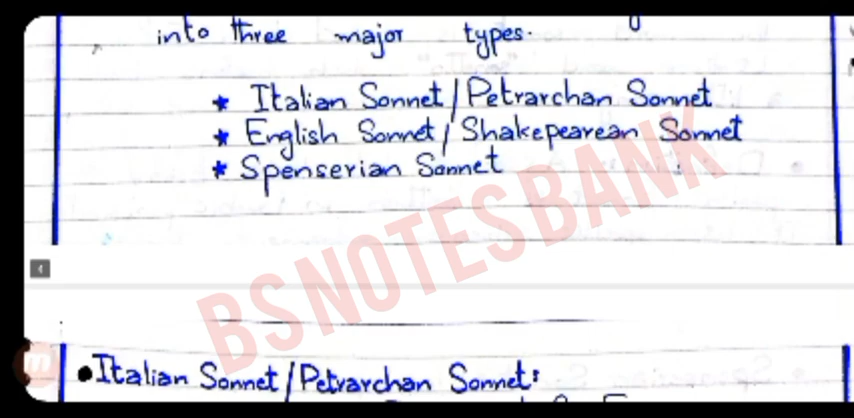 into three major types.
★ Italian Sonnet / Petrarchan Sonnet
★ English Sonnet / Shakepearean Sonnet
★ Spenserian Sonnet
BSNOTESBANK
4
• Italian Sonnet / Petrarchan Sonnet: